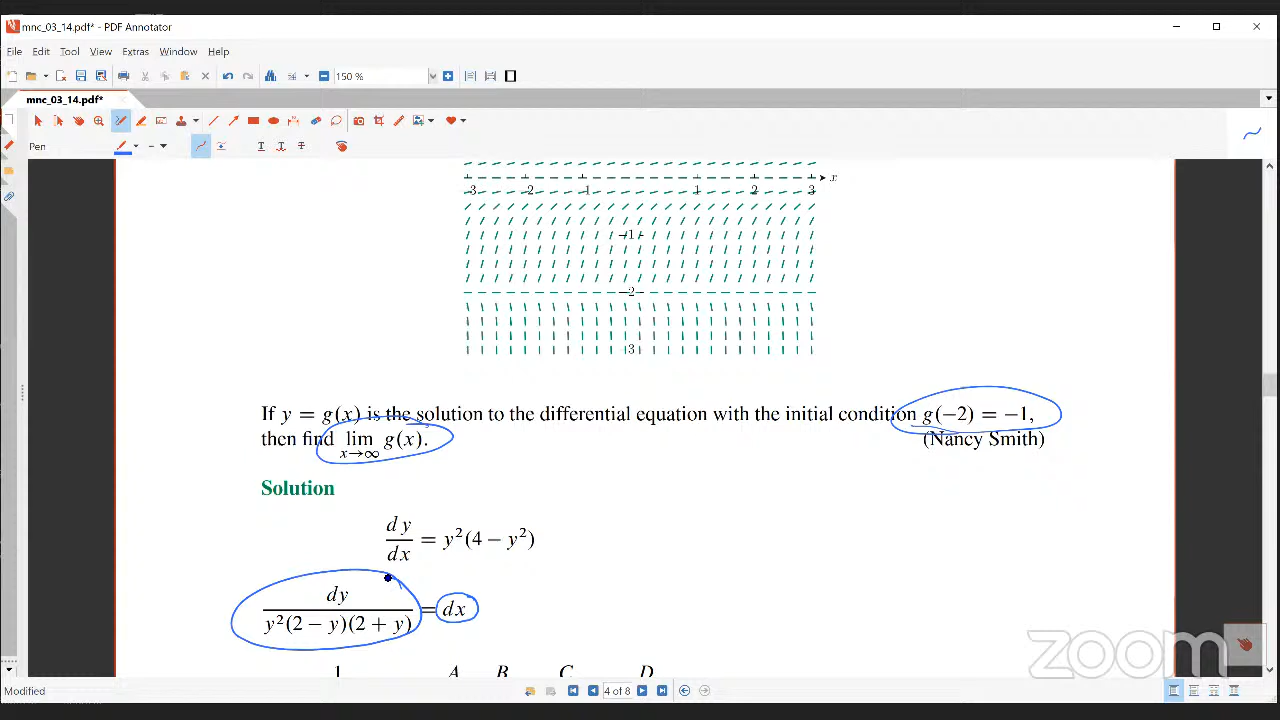 mnc_03_14.pdf* - PDF Annotator
File Edit Tool View Extras Window Help
150 %
mnc_03_14.pdf*
Pen
x
-3 -2 -1 1 2 3
-1
-2
-3
If y = g(x) is the solution to the differential equation with the initial condition g(−2) = −1,
then find lim x→∞ g(x). (Nancy Smith)
Solution
dy/dx = y²(4 − y²)
dy/y²(2 − y)(2 + y) = dx
1 A B C D
zoom
Modified 4 of 8